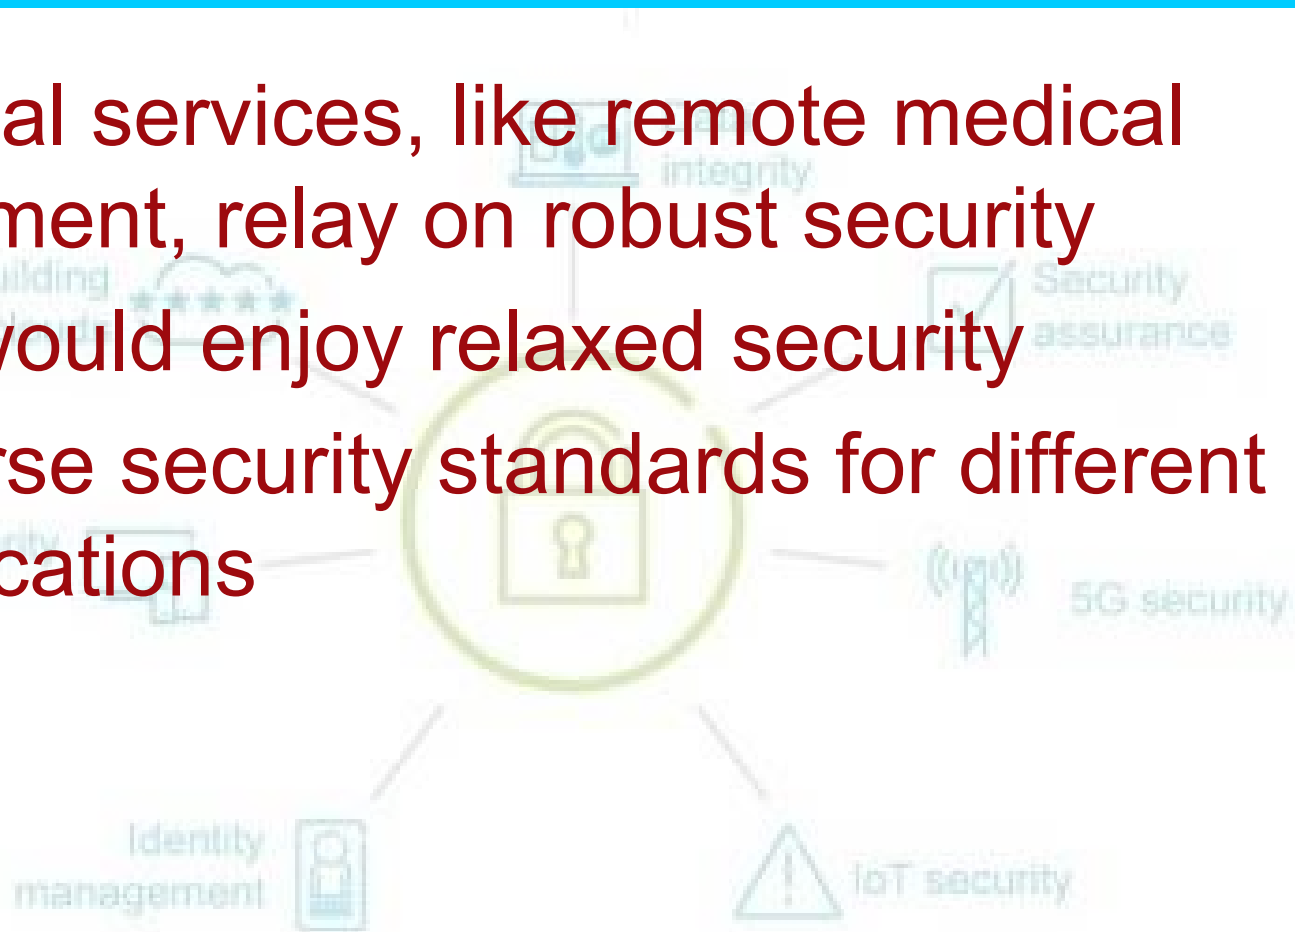 al services, like remote medical
ment, relay on robust security
would enjoy relaxed security
rse security standards for different
cations
integrity
Security
assurance
5G security
Identity
management
IoT security